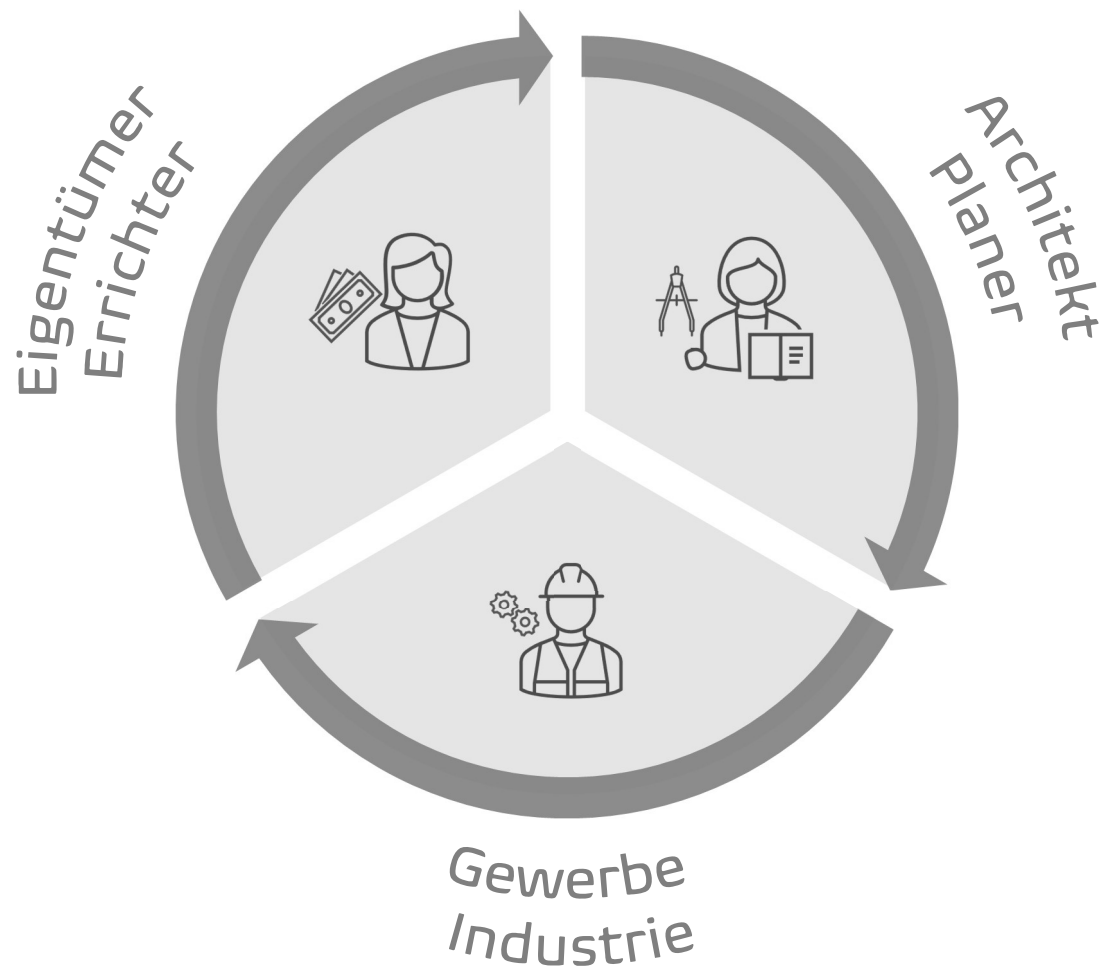 Eigentümer
Errichter
Architekt
Planer
Gewerbe
Industrie